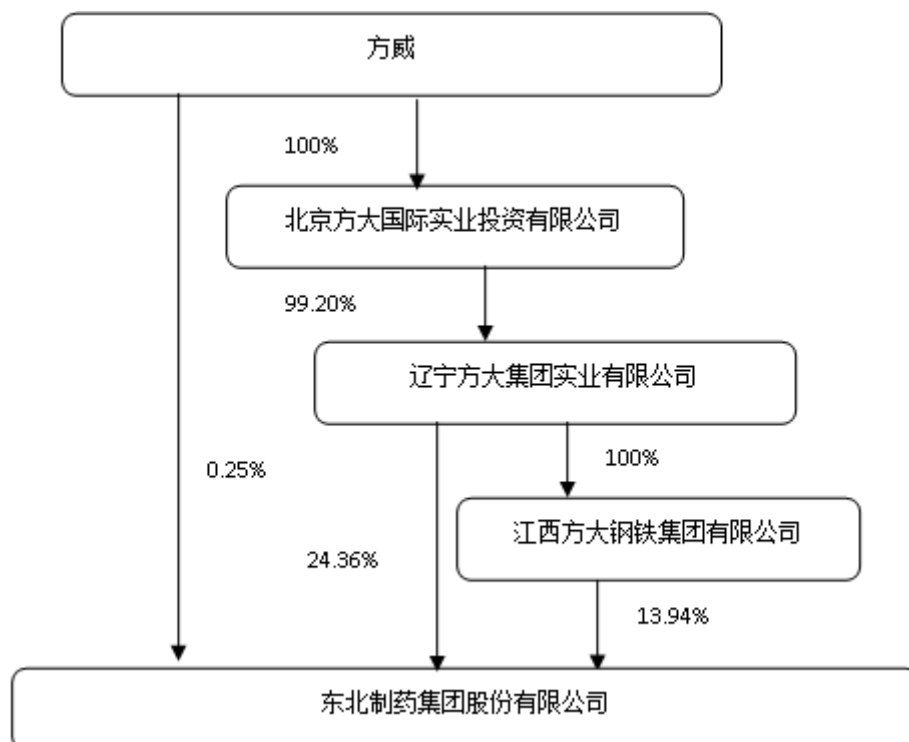 方威
100%
北京方大国际实业投资有限公司
99.20%
辽宁方大集团实业有限公司
100%
0.25%
江西方大钢铁集团有限公司
24.36%
13.94%
东北制药集团股份有限公司